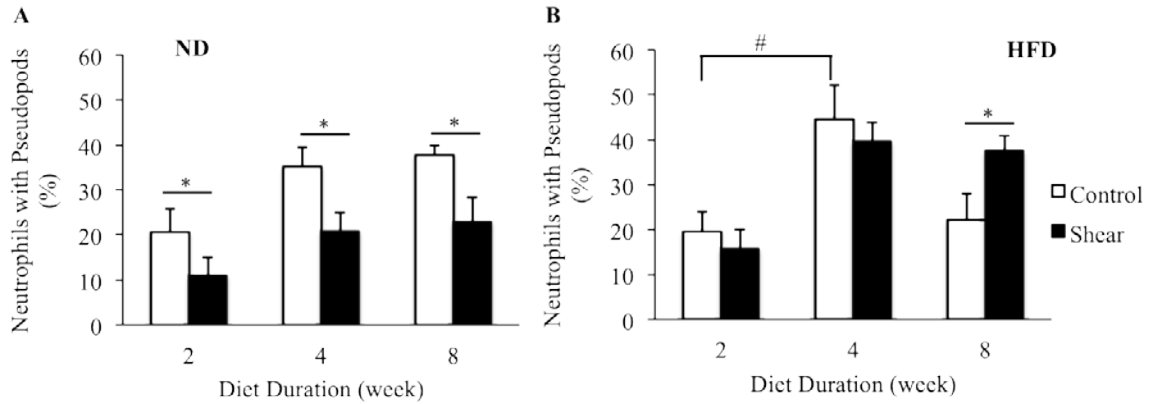 A
ND
Neutrophils with Pseudopods
(%)
60
50
40
30
20
10
0
*
*
*
2 4 8
Diet Duration (week)
B
HFD
Neutrophils with Pseudopods
(%)
60
50
40
30
20
10
0
#
*
2 4 8
Diet Duration (week)
Control
Shear